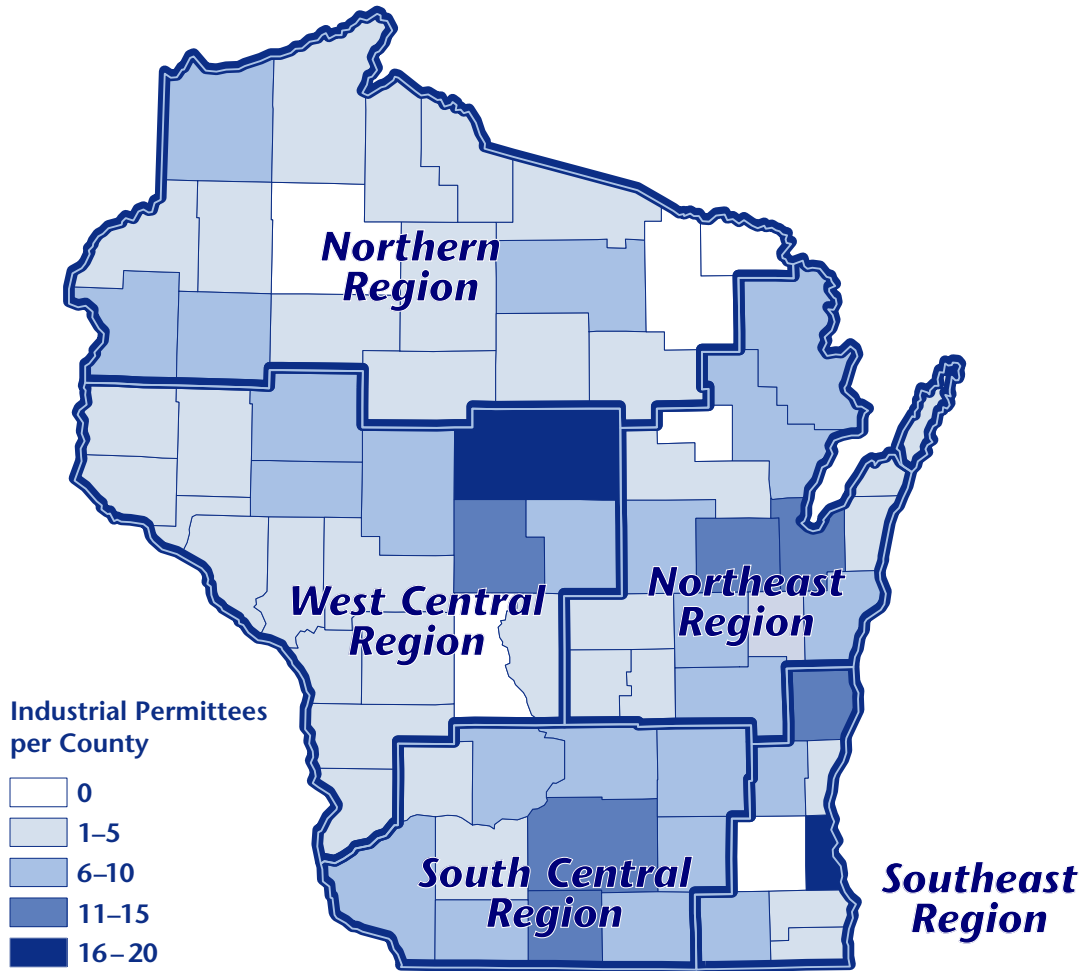 Northern
Region
West Central
Region
Northeast
Region
Industrial Permittees
per County
0
1–5
6–10
11–15
16–20
South Central
Region
Southeast
Region